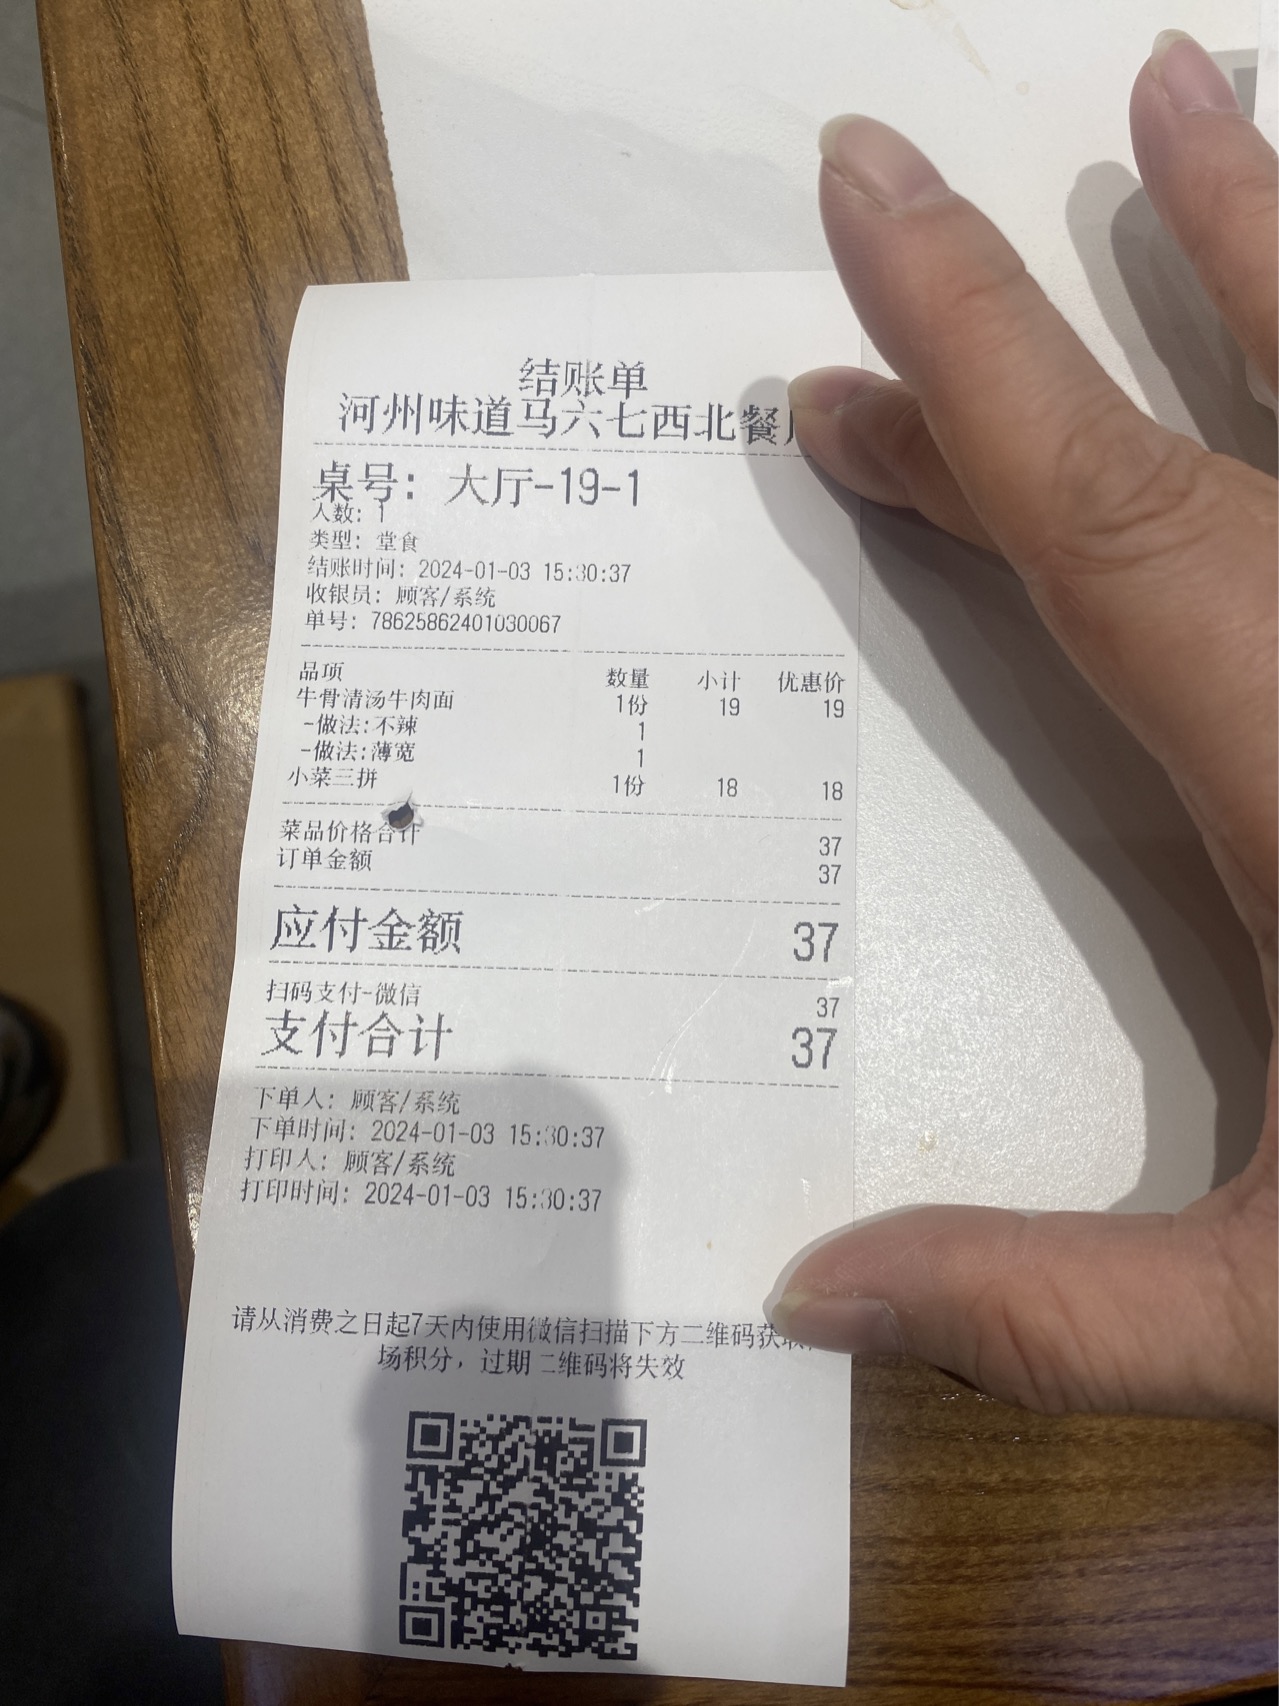 结账单
河州味道马六七西北餐
桌号：大厅-19-1
人数：1
类型：堂食
结账时间：2024-01-03 15:30:37
收银员：顾客/系统
单号：78625862401030067
品项 数量 小计 优惠价
牛骨清汤牛肉面 1份 19 19
-做法:不辣 1
-做法:薄宽 1
小菜三拼 1份 18 18
菜品价格合计 37
订单金额 37
应付金额 37
扫码支付-微信 37
支付合计 37
下单人：顾客/系统
下单时间：2024-01-03 15:30:37
打印人：顾客/系统
打印时间：2024-01-03 15:30:37
请从消费之日起7天内使用微信扫描下方二维码获取
场积分，过期二维码将失效